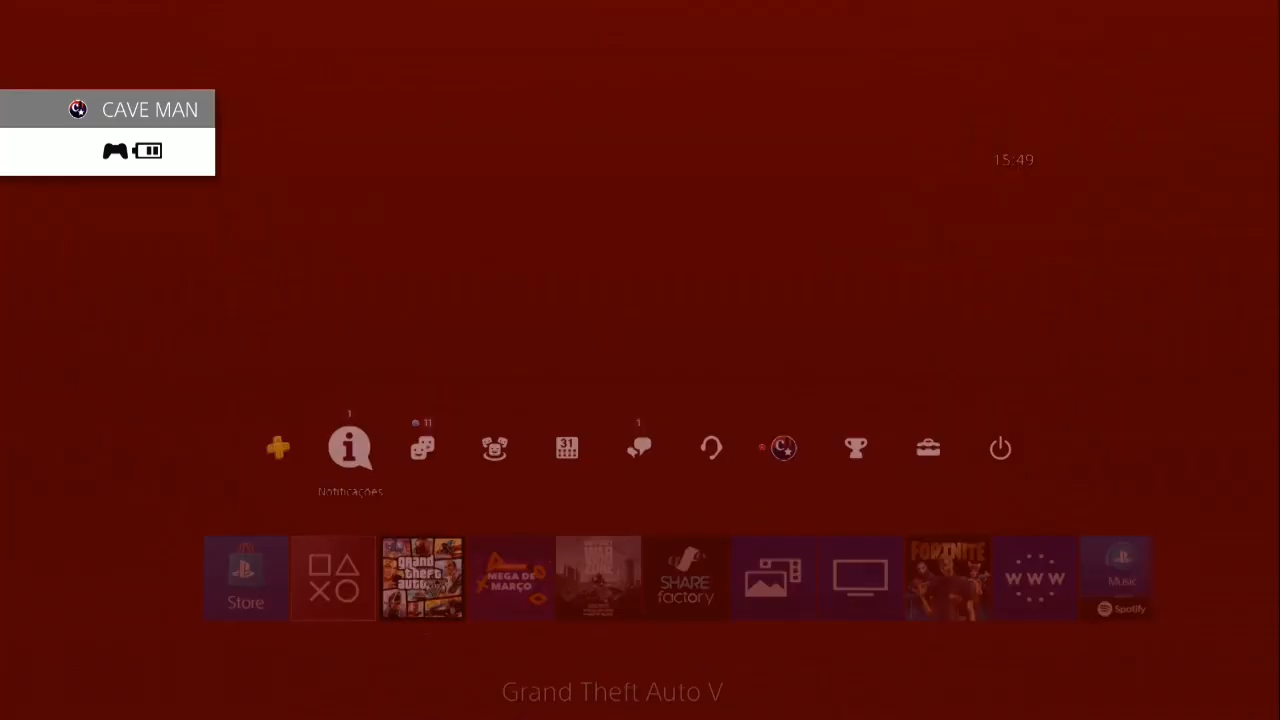 CAVE MAN
15:49
1
11
31
1
Notificações
Store
grand
theft
auto
MEGA DE
MARÇO
SHARE
factory
FORTNITE
WWW
Music
Spotify
Grand Theft Auto V